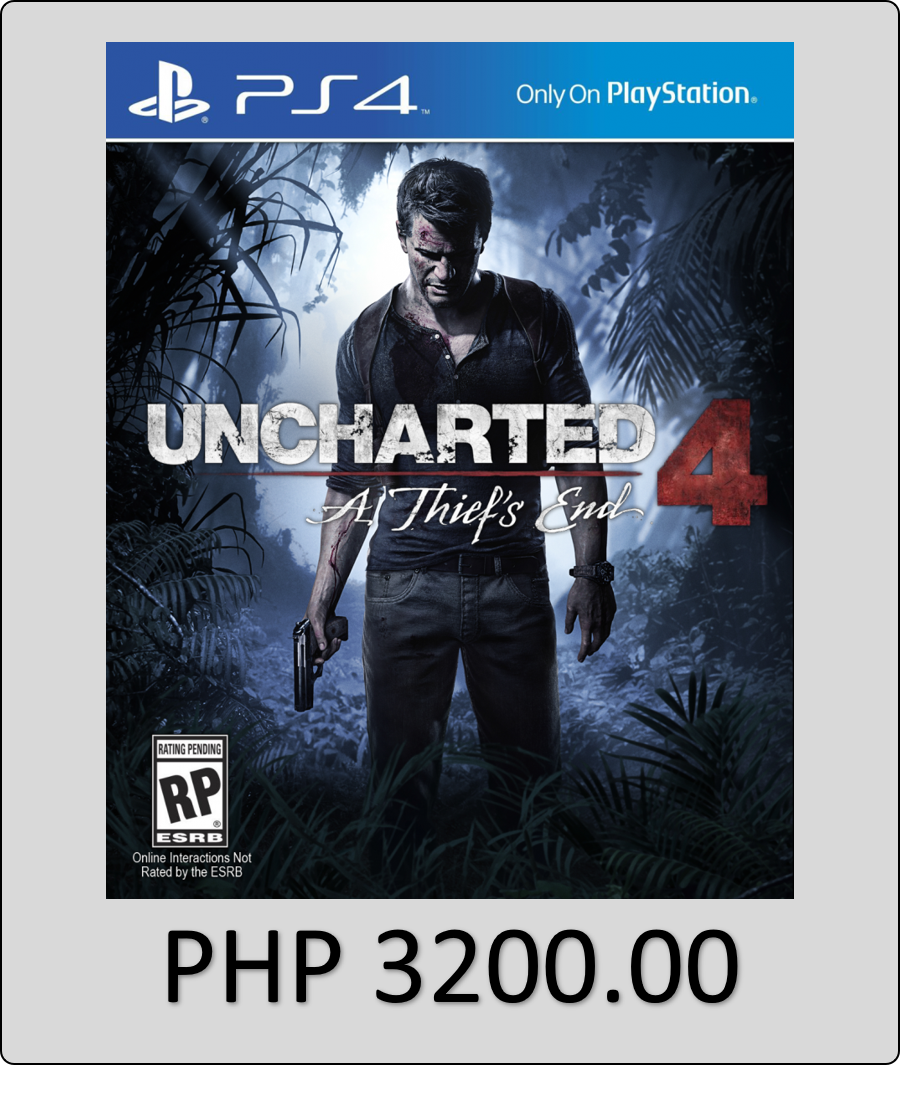 PS4™
Only On PlayStation®
UNCHARTED 4
A Thief's End
RATING PENDING
RP
®
ESRB
Online Interactions Not
Rated by the ESRB
PHP 3200.00